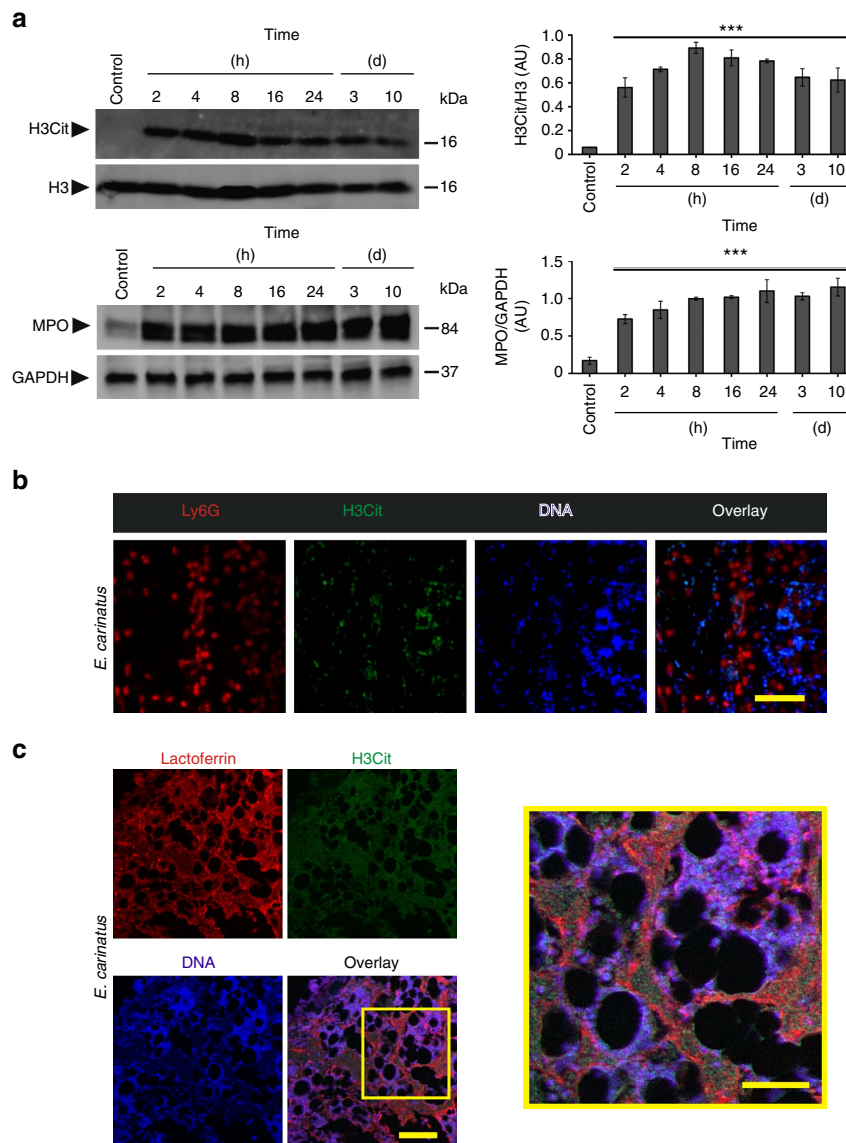 a
Time
(h) (d)
Control 2 4 8 16 24 3 10 kDa
H3Cit 16
H3 16
Time
(h) (d)
Control 2 4 8 16 24 3 10 kDa
MPO 84
GAPDH 37
***
H3Cit/H3 (AU)
1.0
0.8
0.6
0.4
0.2
0
Control 2 4 8 16 24 3 10
(h) (d)
Time
***
MPO/GAPDH
(AU)
1.5
1.0
0.5
0
Control 2 4 8 16 24 3 10
(h) (d)
Time
b
Ly6G H3Cit DNA Overlay
E. carinatus
c
Lactoferrin H3Cit
DNA Overlay
E. carinatus